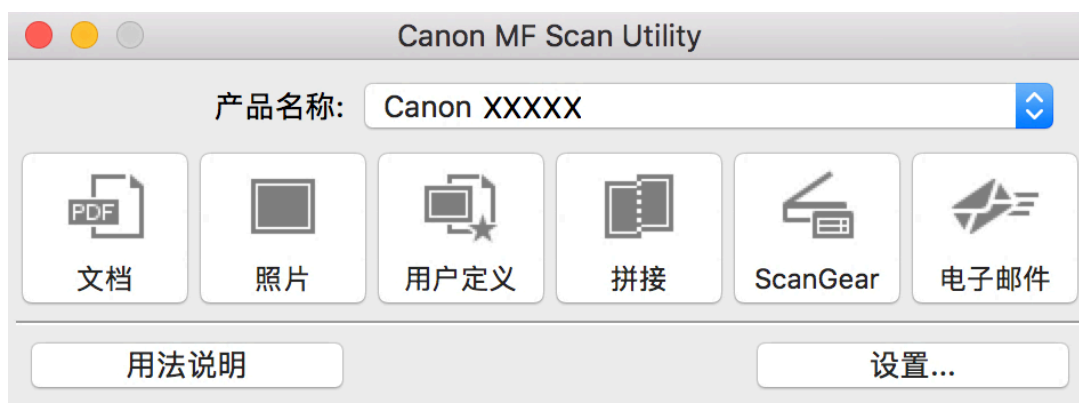 Canon MF Scan Utility
产品名称: Canon XXXXX
PDF
文档 照片 用户定义 拼接 ScanGear 电子邮件
用法说明 设置...